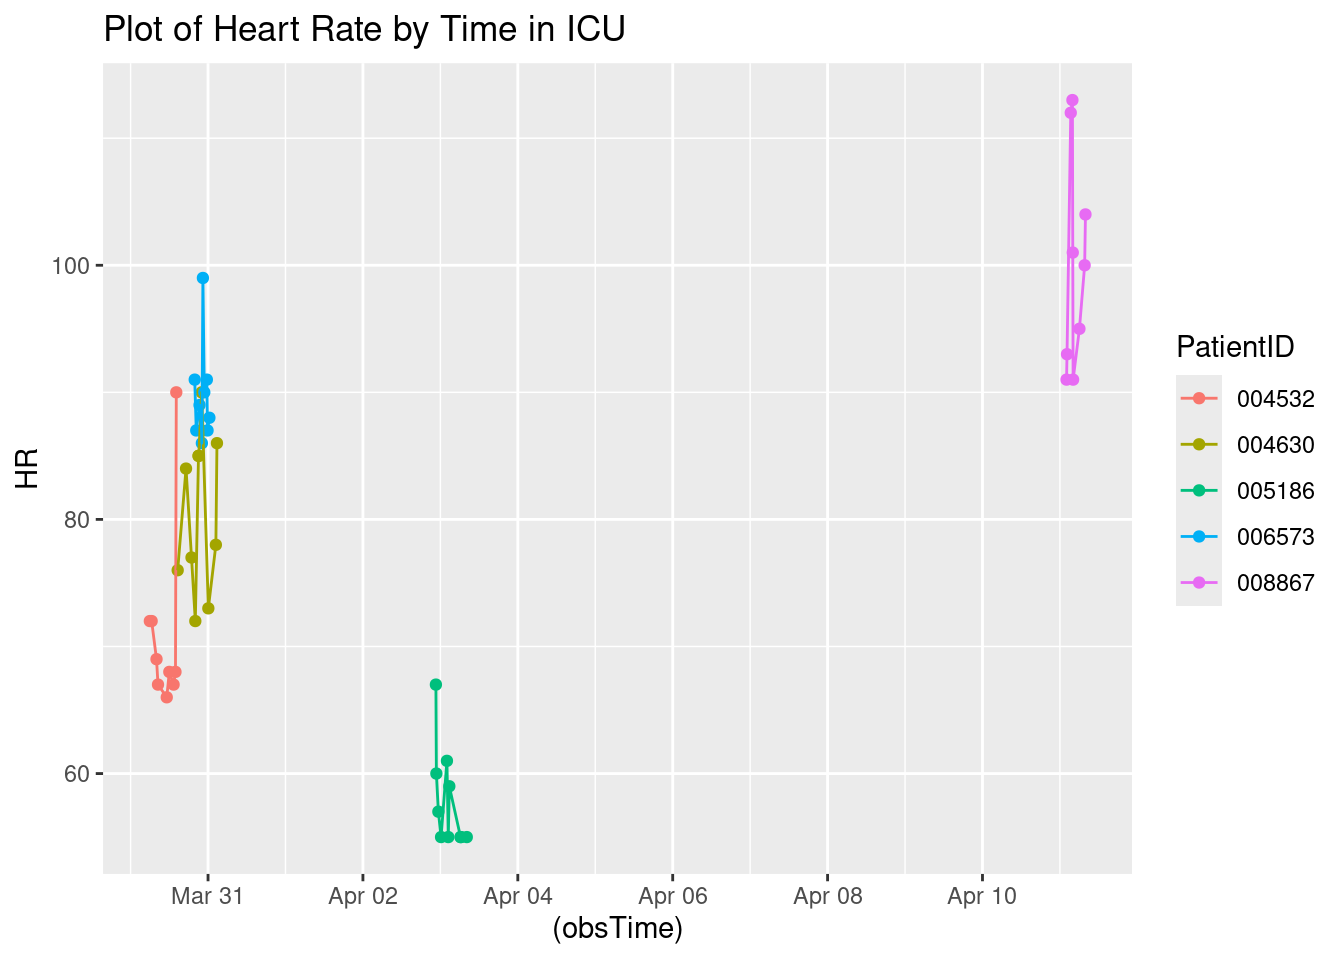 Plot of Heart Rate by Time in ICU
HR
100
80
60
Mar 31 Apr 02 Apr 04 Apr 06 Apr 08 Apr 10
(obsTime)
PatientID
004532
004630
005186
006573
008867